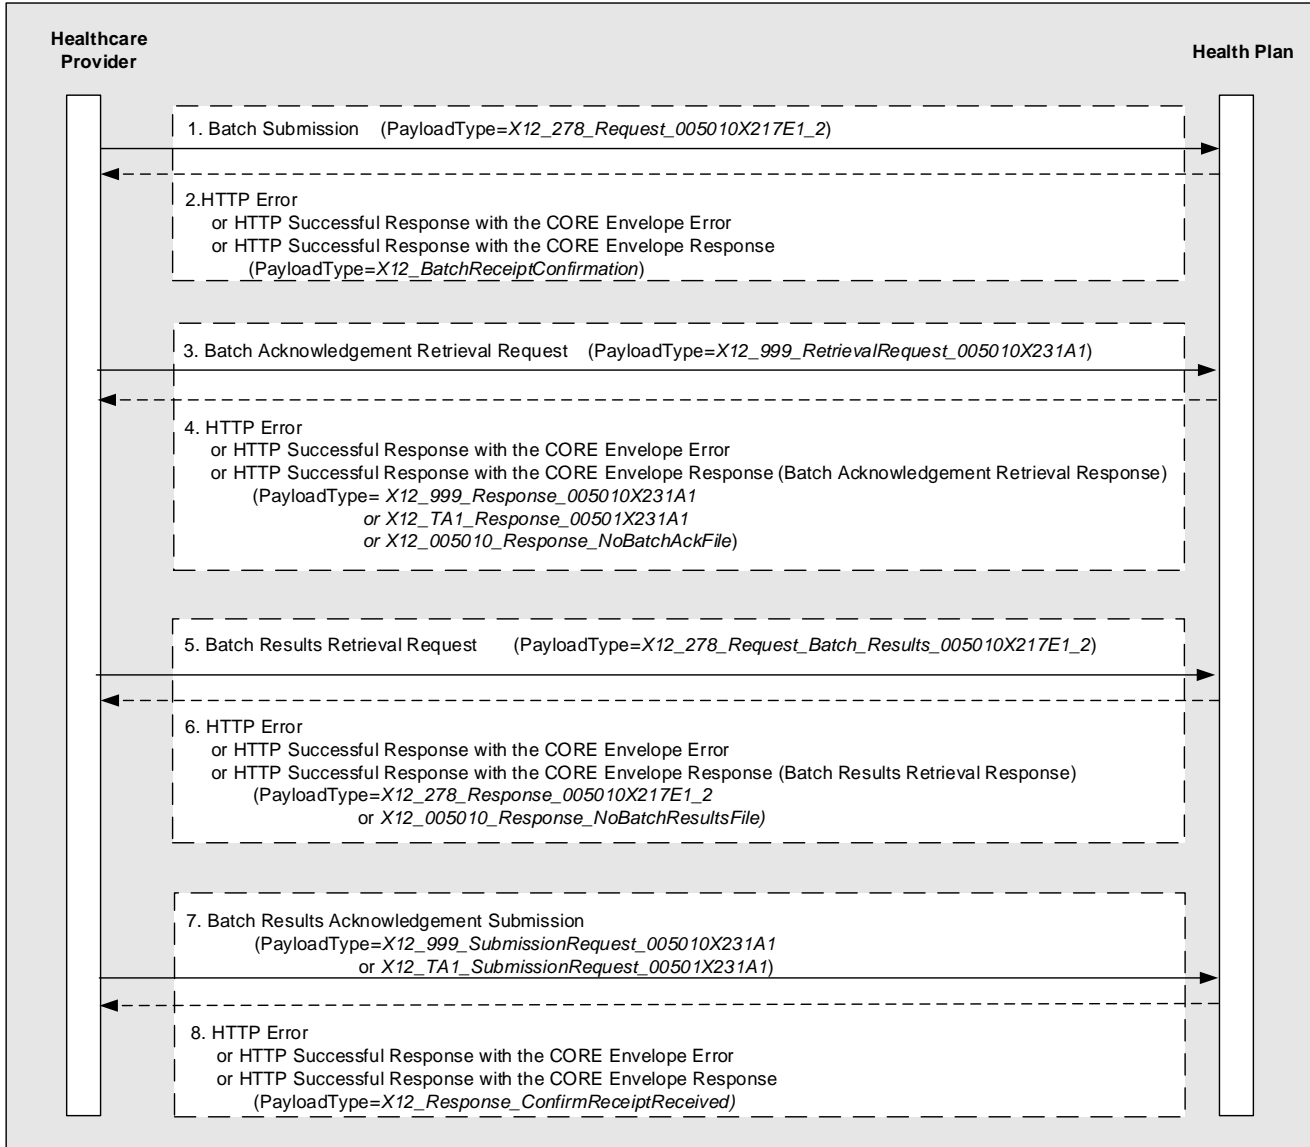 Healthcare
Provider
Health Plan
1. Batch Submission (PayloadType=X12_278_Request_005010X217E1_2)
2.HTTP Error
or HTTP Successful Response with the CORE Envelope Error
or HTTP Successful Response with the CORE Envelope Response
(PayloadType=X12_BatchReceiptConfirmation)
3. Batch Acknowledgement Retrieval Request (PayloadType=X12_999_RetrievalRequest_005010X231A1)
4. HTTP Error
or HTTP Successful Response with the CORE Envelope Error
or HTTP Successful Response with the CORE Envelope Response (Batch Acknowledgement Retrieval Response)
(PayloadType= X12_999_Response_005010X231A1
or X12_TA1_Response_00501X231A1
or X12_005010_Response_NoBatchAckFile)
5. Batch Results Retrieval Request (PayloadType=X12_278_Request_Batch_Results_005010X217E1_2)
6. HTTP Error
or HTTP Successful Response with the CORE Envelope Error
or HTTP Successful Response with the CORE Envelope Response (Batch Results Retrieval Response)
(PayloadType=X12_278_Response_005010X217E1_2
or X12_005010_Response_NoBatchResultsFile)
7. Batch Results Acknowledgement Submission
(PayloadType=X12_999_SubmissionRequest_005010X231A1
or X12_TA1_SubmissionRequest_00501X231A1)
8. HTTP Error
or HTTP Successful Response with the CORE Envelope Error
or HTTP Successful Response with the CORE Envelope Response
(PayloadType=X12_Response_ConfirmReceiptReceived)